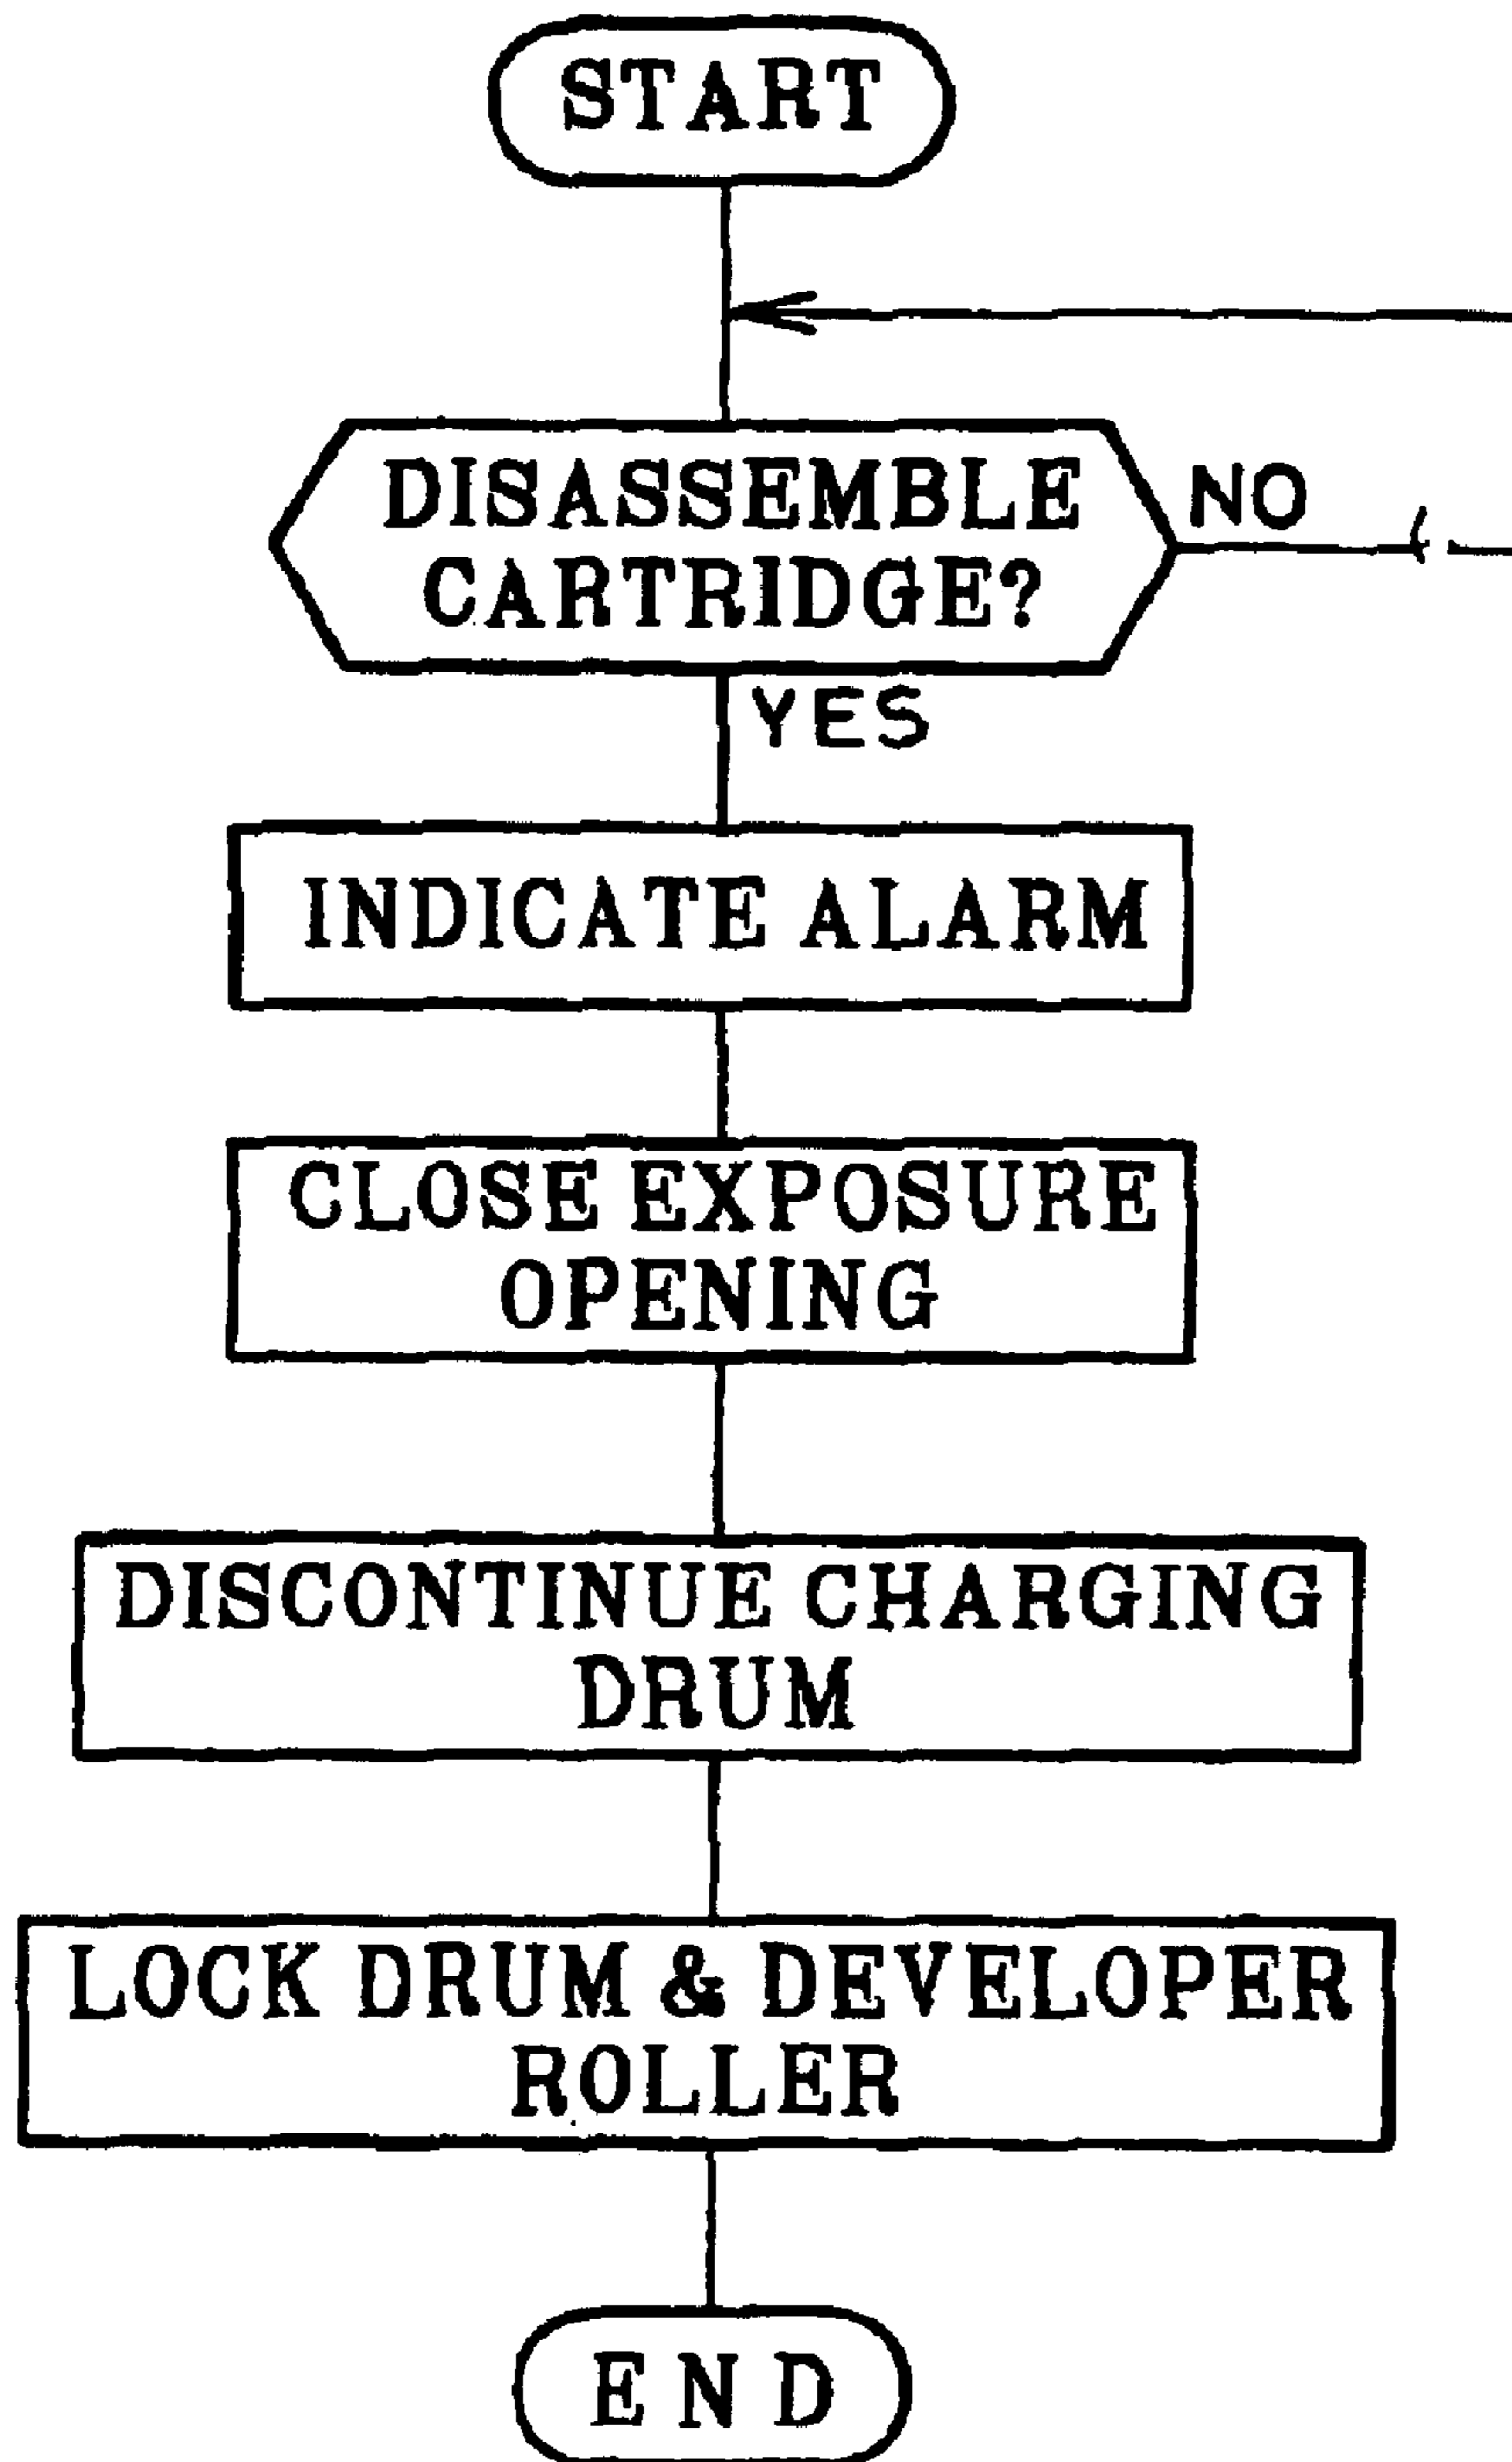 START
DISASSEMBLE
CARTRIDGE?
NO
YES
INDICATE ALARM
CLOSE EXPOSURE
OPENING
DISCONTINUE CHARGING
DRUM
LOCK DRUM & DEVELOPER
ROLLER
END